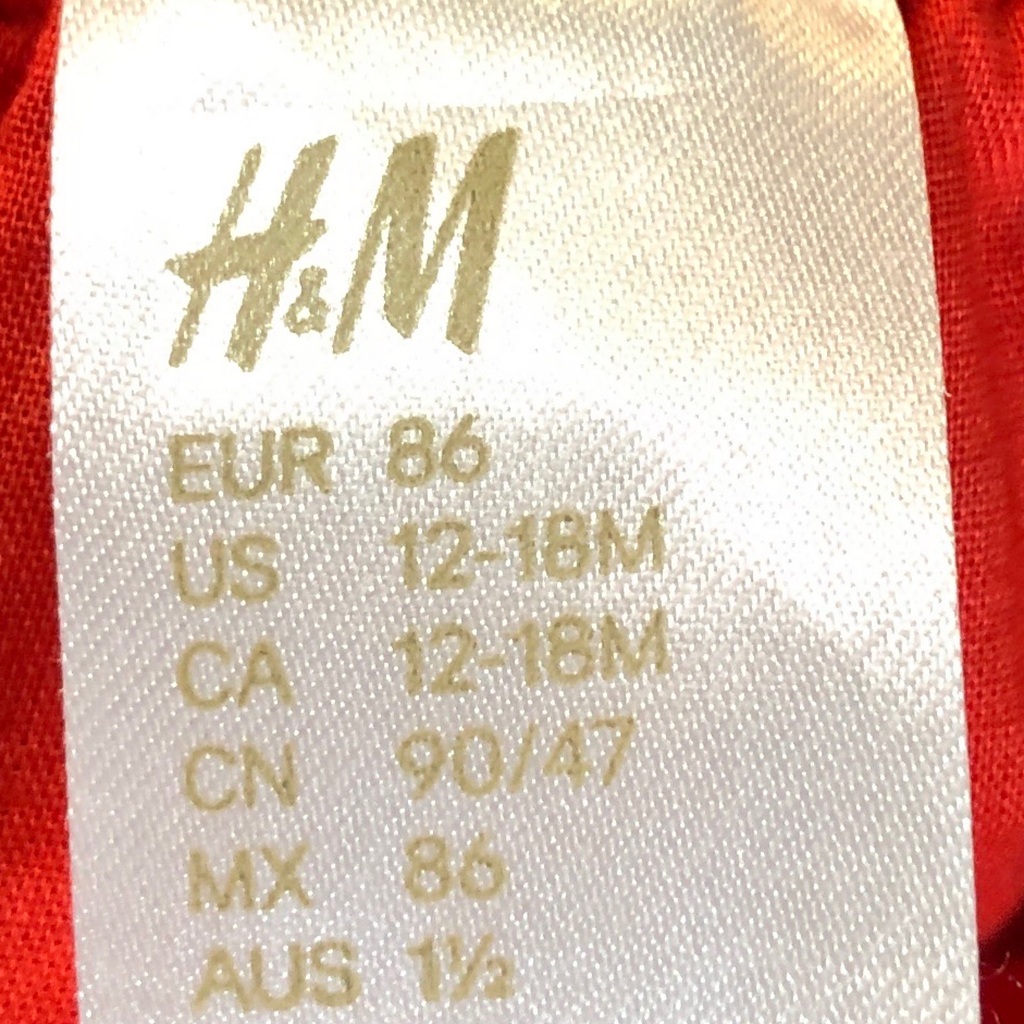 H&M
EUR 86
US 12-18M
CA 12-18M
CN 90/47
MX 86
AUS 1½